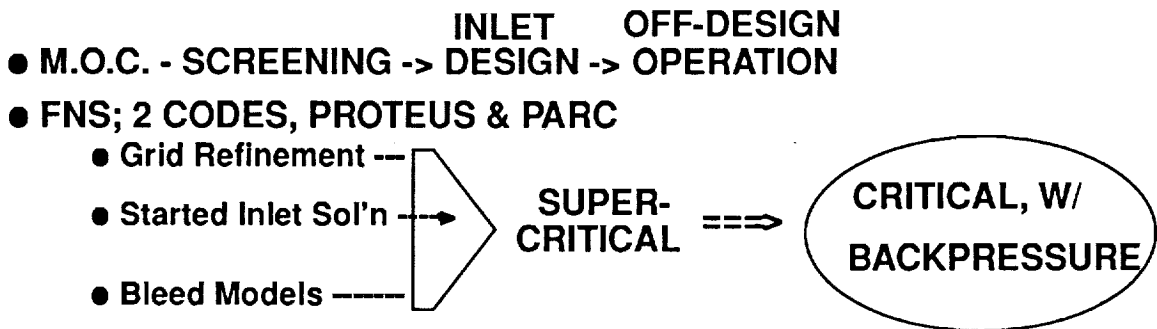 INLET OFF-DESIGN
● M.O.C. - SCREENING -> DESIGN -> OPERATION
● FNS; 2 CODES, PROTEUS & PARC
● Grid Refinement
● Started Inlet Sol'n
● Bleed Models
SUPER-
CRITICAL
===>
CRITICAL, W/
BACKPRESSURE